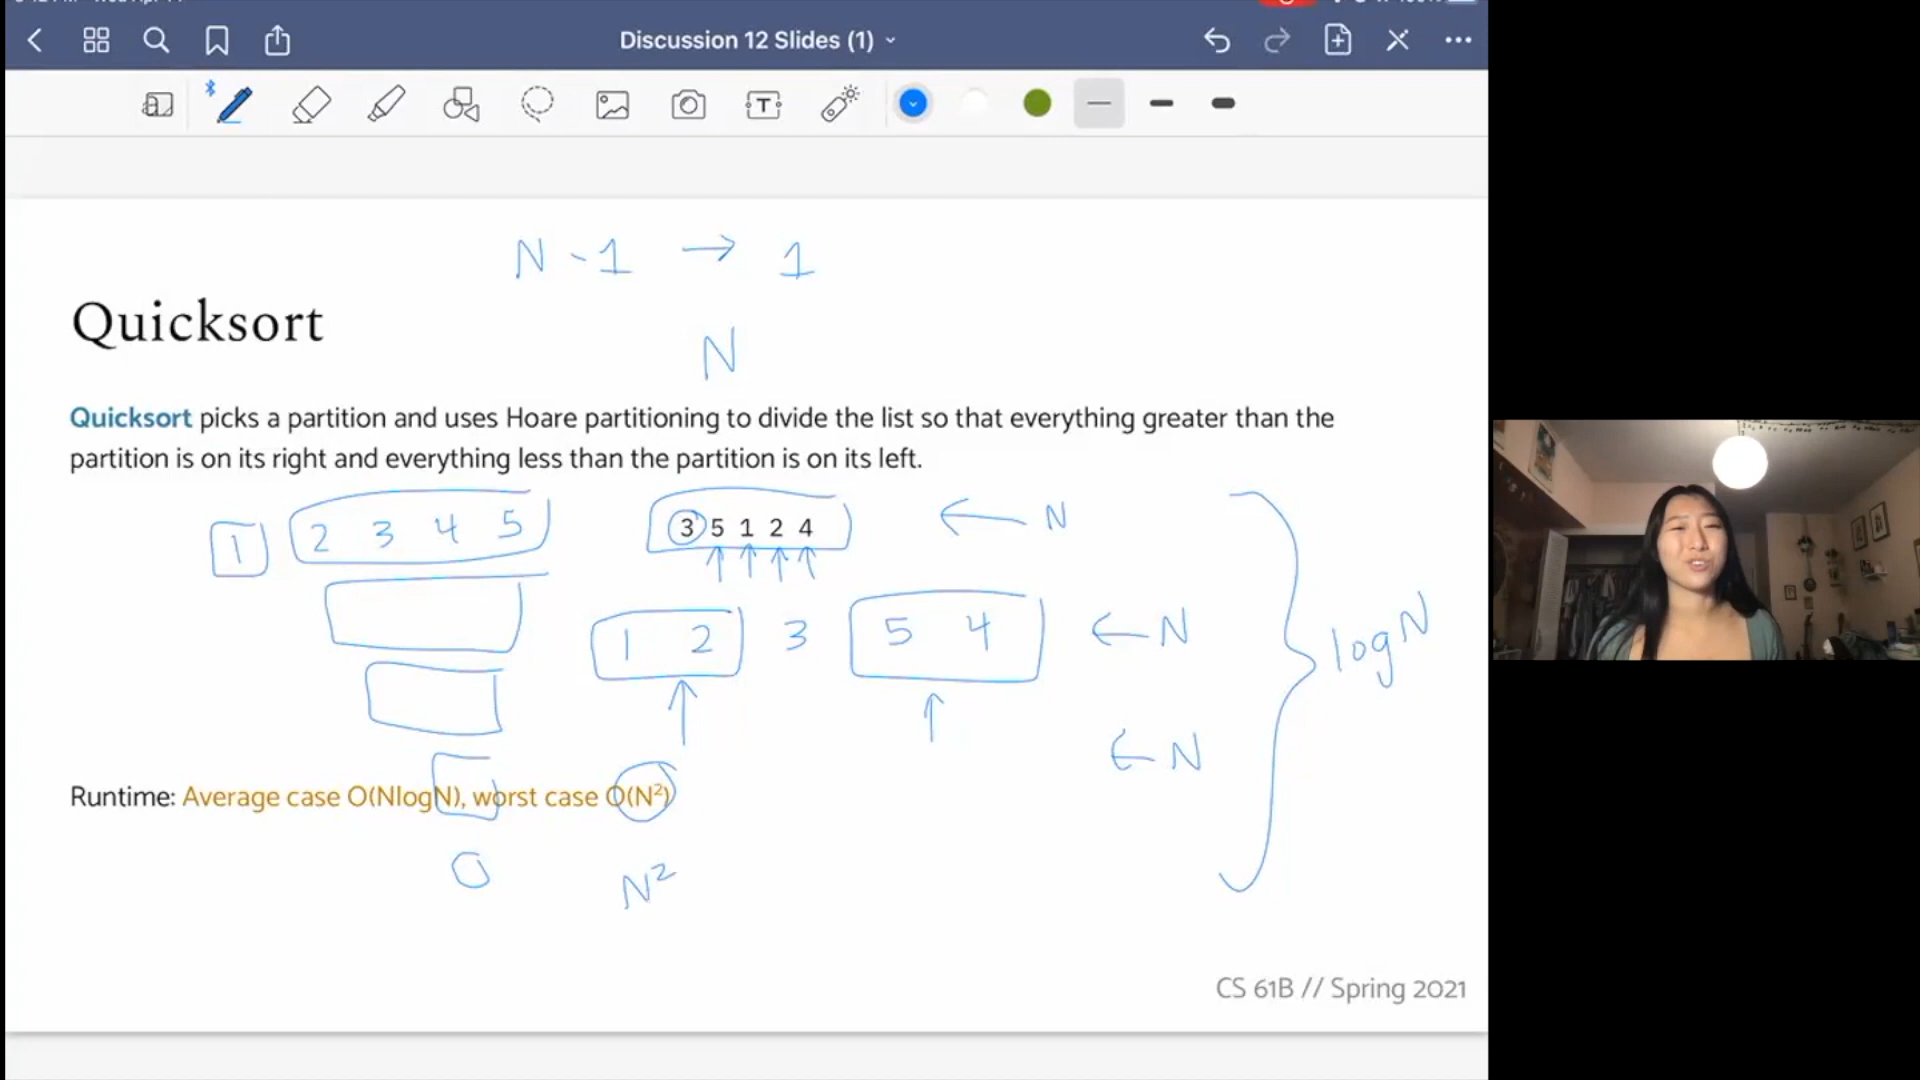 Discussion 12 Slides (1)
T
N - 1 → 1
Quicksort
N
Quicksort picks a partition and uses Hoare partitioning to divide the list so that everything greater than the
partition is on its right and everything less than the partition is on its left.
1 2 3 4 5
3 5 1 2 4 ← N
1 2 3 5 4 ← N
log N
← N
Runtime: Average case O(NlogN), worst case O(N²)
N²
CS 61B // Spring 2021